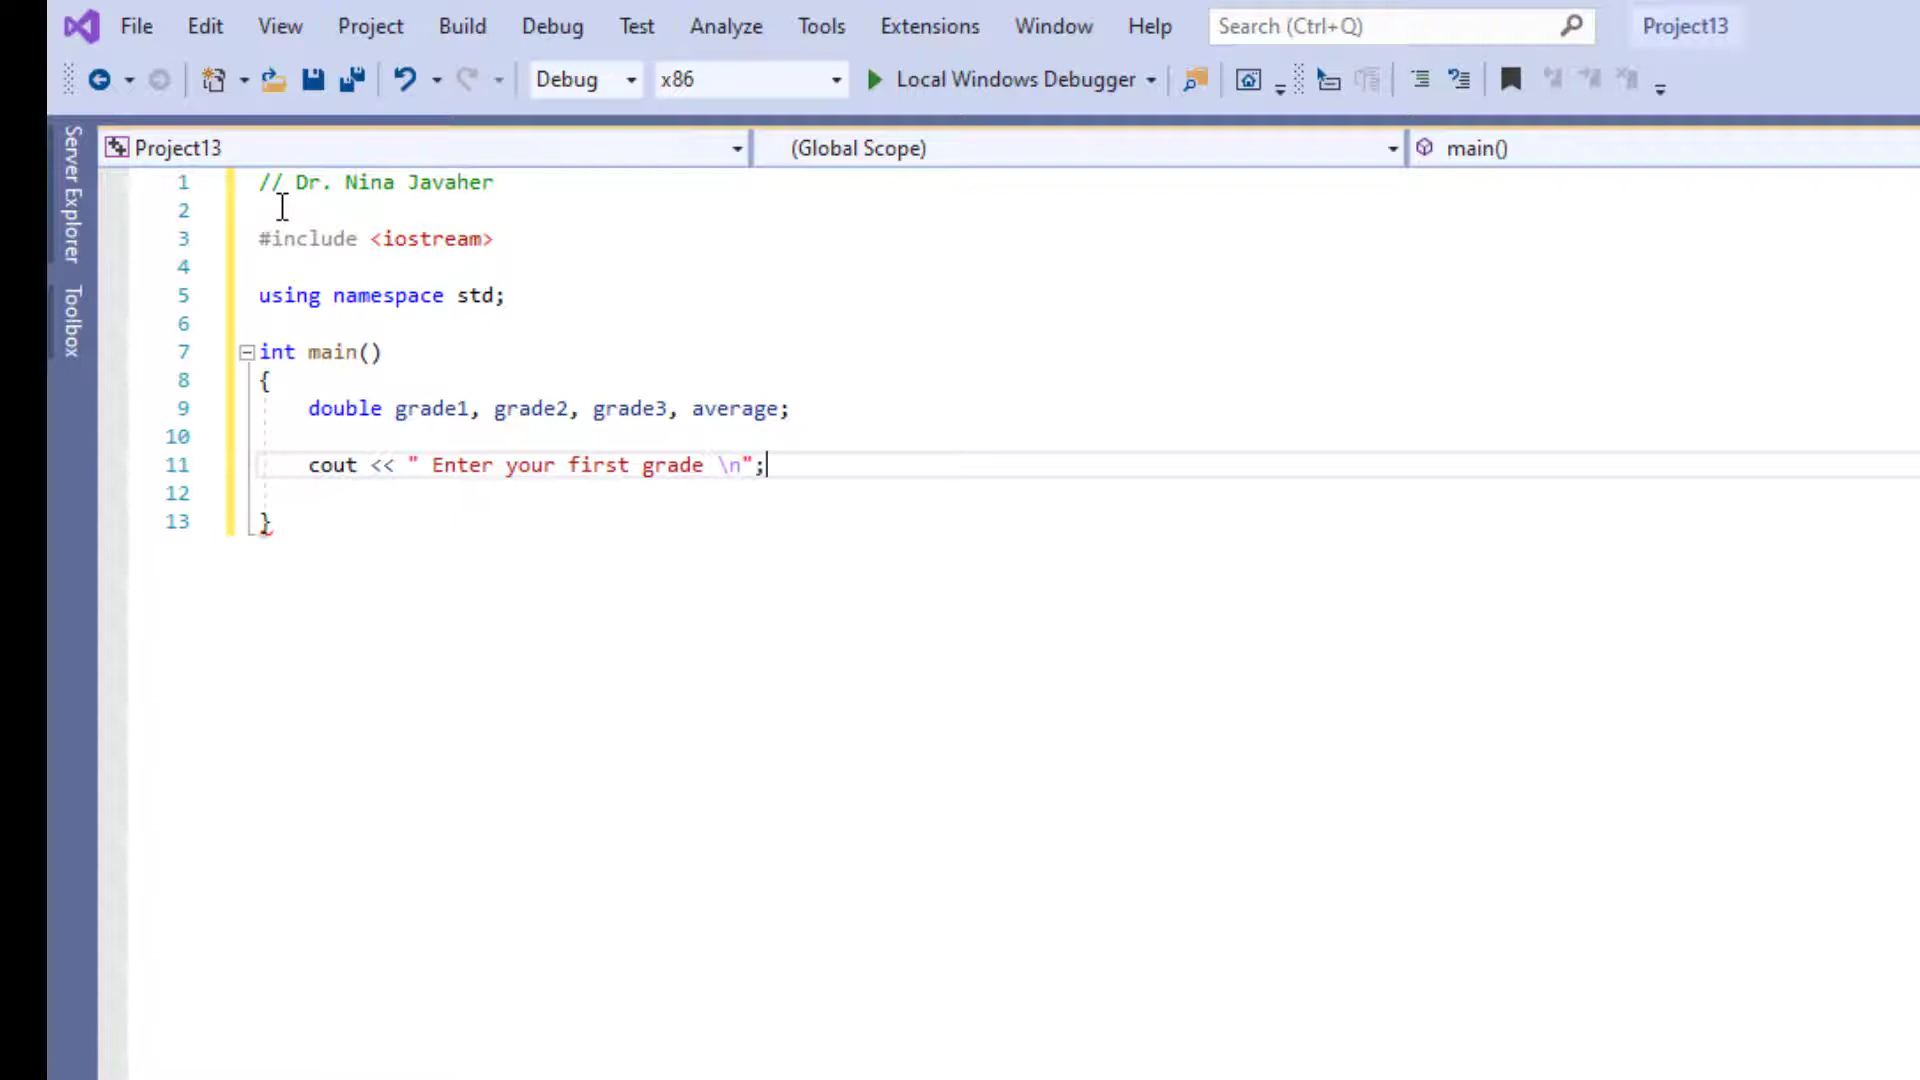 File Edit View Project Build Debug Test Analyze Tools Extensions Window Help Search (Ctrl+Q) Project13
Debug x86 Local Windows Debugger
Server Explorer
Toolbox
Project13 (Global Scope) main()
1 // Dr. Nina Javaher
2
3 #include <iostream>
4
5 using namespace std;
6
7 int main()
8 {
9 double grade1, grade2, grade3, average;
10
11 cout << " Enter your first grade \n";
12
13 }